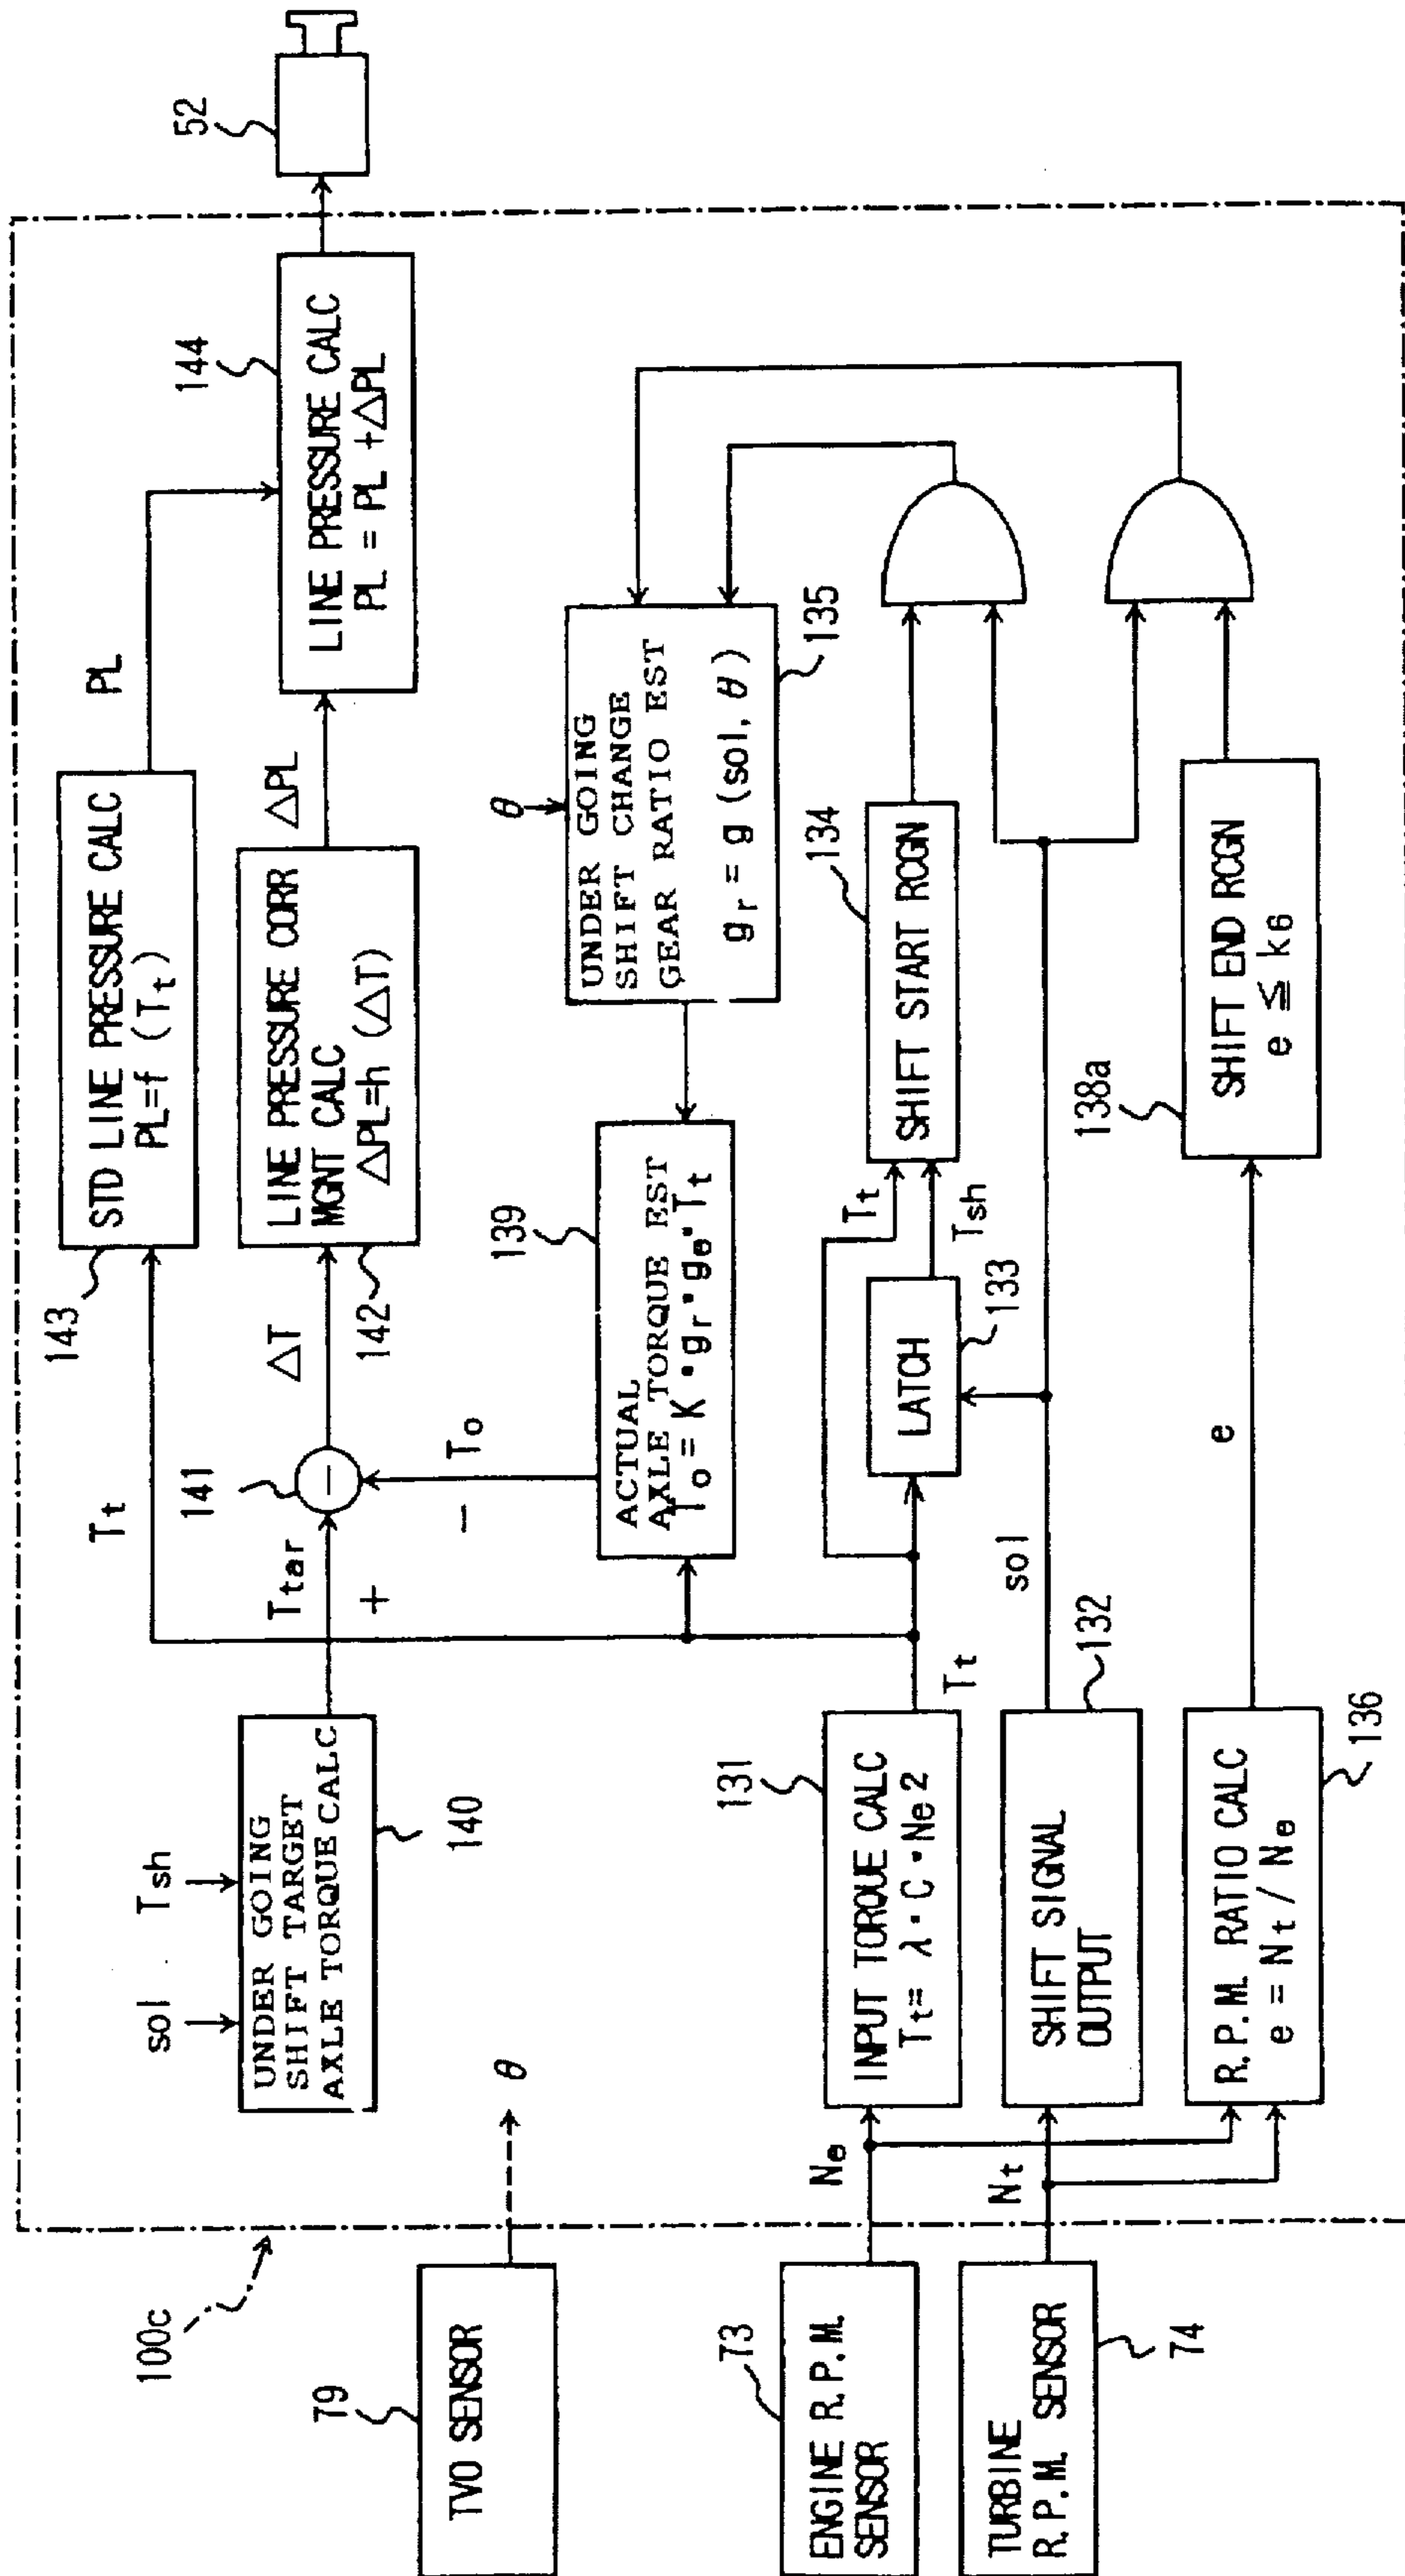 100c
79
TVO SENSOR
θ
73
ENGINE R. P. M.
SENSOR
TURBINE
R. P. M. SENSOR
74
Ne
Nt
sol
Tsh
UNDER GOING
SHIFT TARGET
AXLE TORQUE CALC
140
131
INPUT TORQUE CALC
Tt= λ・C・Ne2
Tt
SHIFT SIGNAL
OUTPUT
132
sol
R. P. M. RATIO CALC
e = Nt / Ne
136
e
Tt
Ttar
+
141
−
−
To
ΔT
143
STD LINE PRESSURE CALC
PL=f (Tt)
PL
LINE PRESSURE CORR
MGNT CALC
ΔPL=h (ΔT)
142
ΔPL
144
LINE PRESSURE CALC
PL = PL +ΔPL
52
139
ACTUAL
AXLE TORQUE EST
To = K・gr・ge・Tt
θ
UNDER GOING
SHIFT CHANGE
GEAR RATIO EST
gr = g (sol, θ)
135
LATCH
133
Tt
Tsh
134
SHIFT START RCGN
138a
SHIFT END RCGN
e ≦ k6